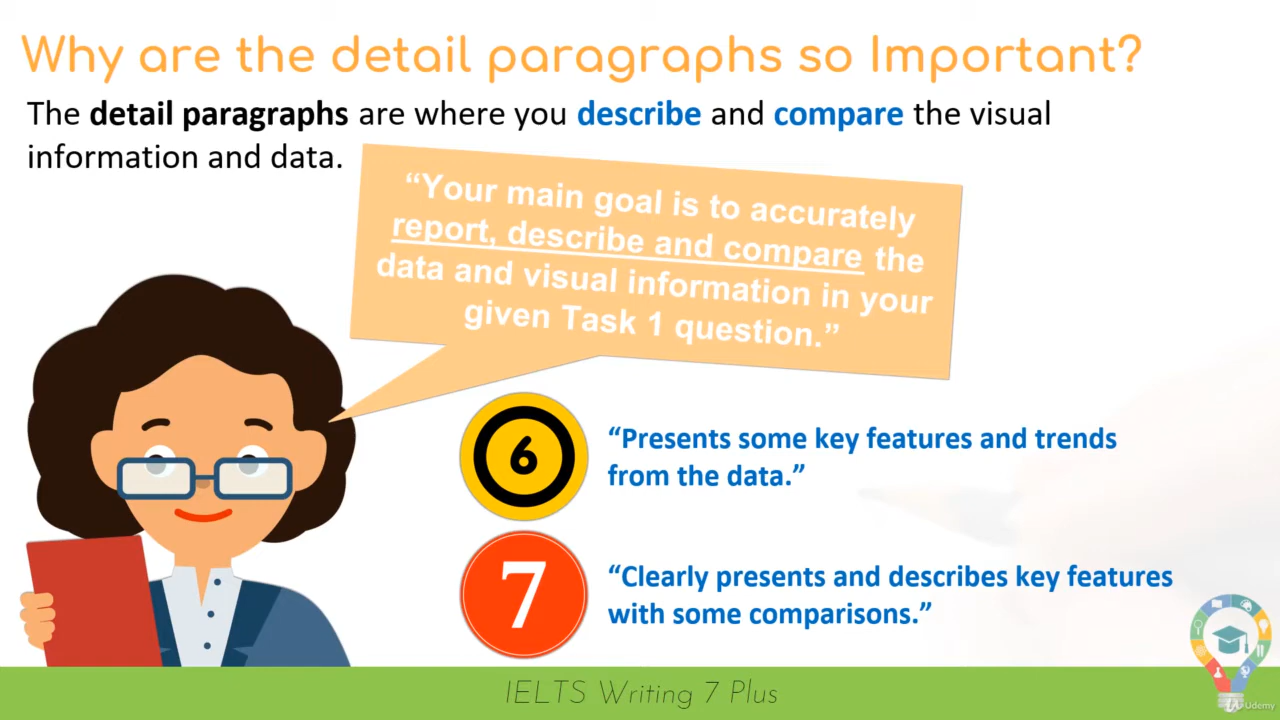 Why are the detail paragraphs so Important?
The detail paragraphs are where you describe and compare the visual
information and data.
“Your main goal is to accurately
report, describe and compare the
data and visual information in your
given Task 1 question.”
6
“Presents some key features and trends
from the data.”
7
“Clearly presents and describes key features
with some comparisons.”
IELTS Writing 7 Plus
Udemy